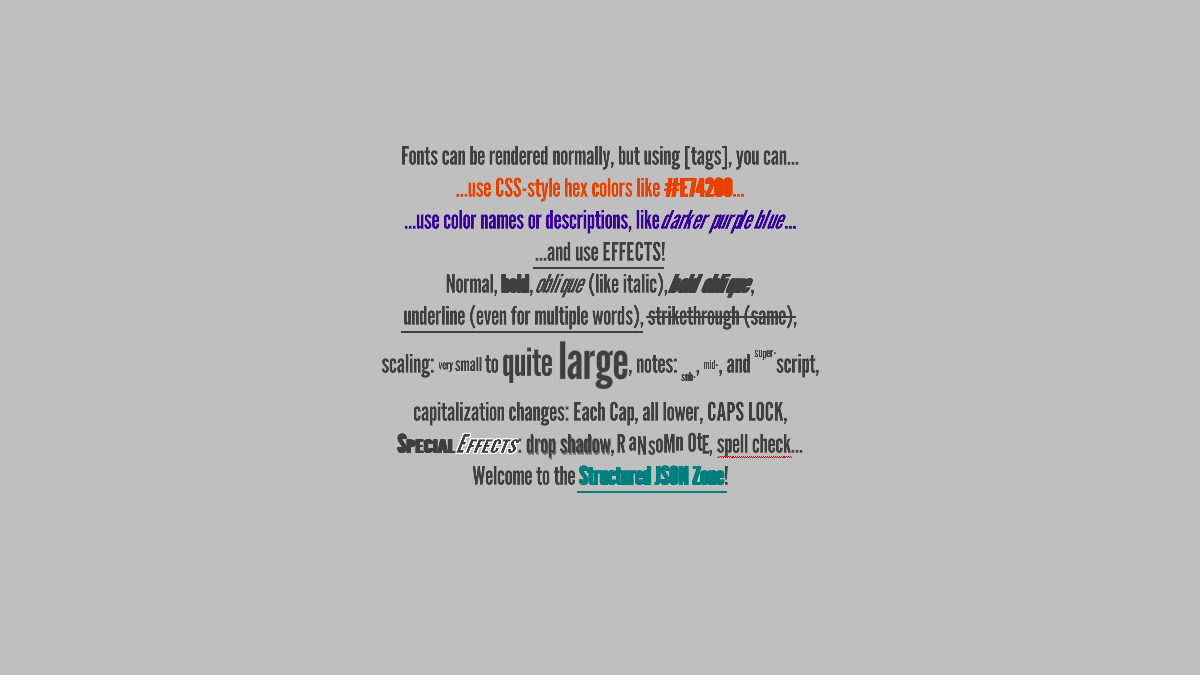 Fonts can be rendered normally, but using [tags], you can...
...use CSS-style hex colors like #E74200...
...use color names or descriptions, like darker purple blue...
...and use EFFECTS!
Normal, bold, oblique (like italic), bold oblique,
underline (even for multiple words), strikethrough (same),
scaling: very small to quite large, notes: sub-, mid-, and super-script,
capitalization changes: Each Cap, all lower, CAPS LOCK,
Special Effects: drop shadow, R aNsoMn OtE, spell check...
Welcome to the Structured JSON Zone!